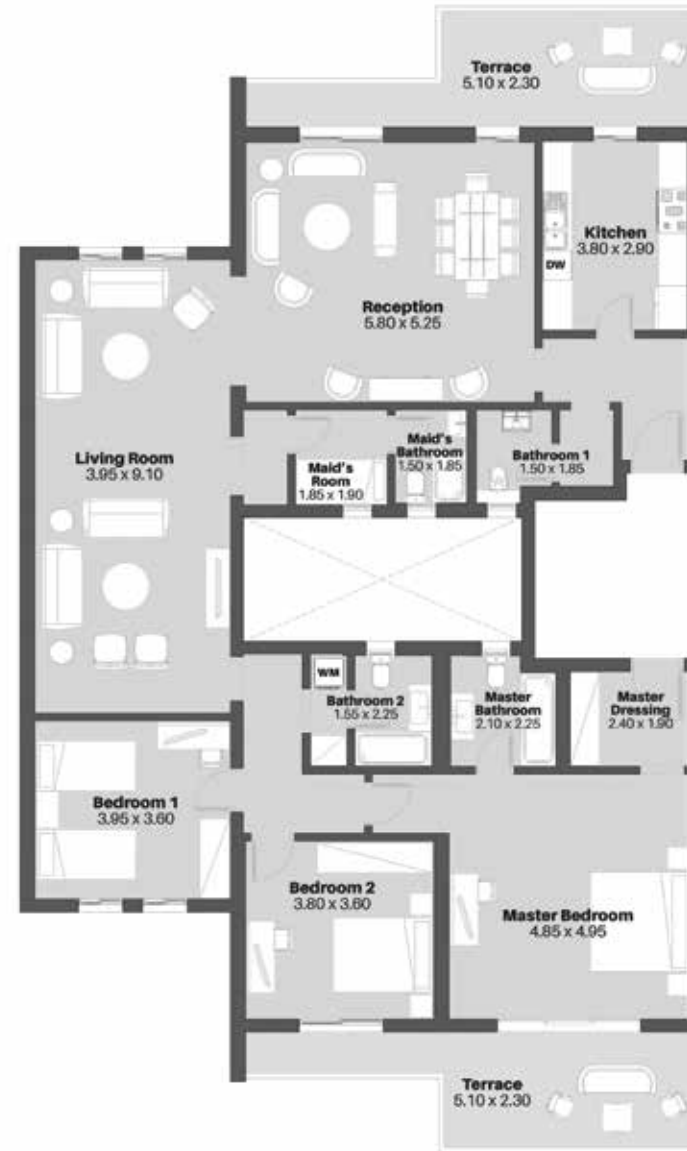 Terrace
5.10 x 2.30
Kitchen
3.80 x 2.90
DW
Reception
5.80 x 5.25
Living Room
3.95 x 9.10
Maid's
Room
1.85 x 1.90
Maid's
Bathroom
1.50 x 1.85
Bathroom 1
1.50 x 1.85
WM
Bathroom 2
1.55 x 2.25
Master
Bathroom
2.10 x 2.25
Master
Dressing
2.40 x 1.90
Bedroom 1
3.95 x 3.60
Bedroom 2
3.80 x 3.60
Master Bedroom
4.85 x 4.95
Terrace
5.10 x 2.30